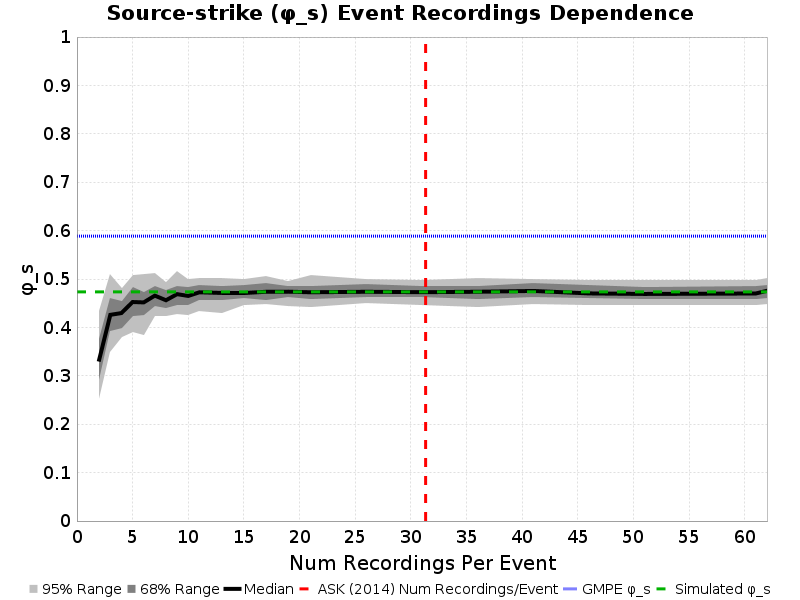 Source-strike (φ_s) Event Recordings Dependence
1
0.9
0.8
0.7
0.6
0.5
0.4
0.3
0.2
0.1
0
φ_s
0 5 10 15 20 25 30 35 40 45 50 55 60
Num Recordings Per Event
95% Range 68% Range Median ASK (2014) Num Recordings/Event GMPE φ_s Simulated φ_s